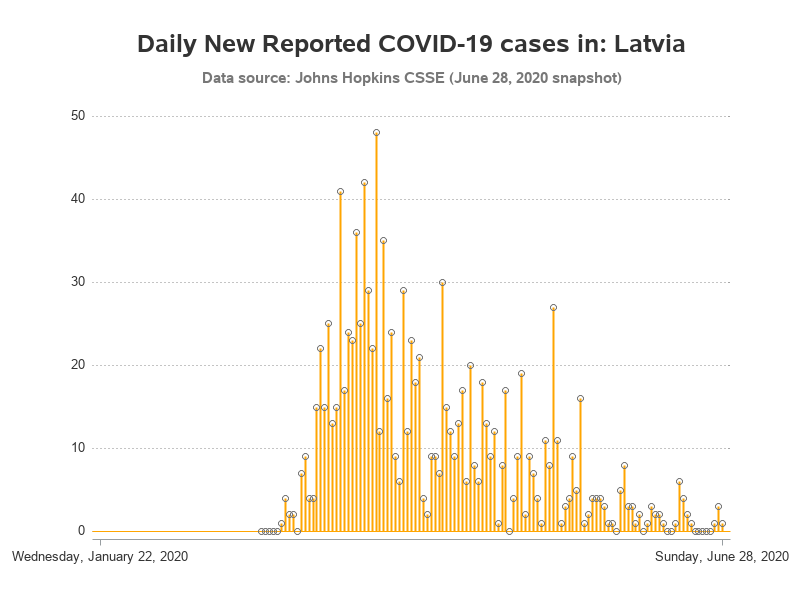 Daily New Reported COVID-19 cases in: Latvia
Data source: Johns Hopkins CSSE (June 28, 2020 snapshot)
50
40
30
20
10
0
Wednesday, January 22, 2020 Sunday, June 28, 2020